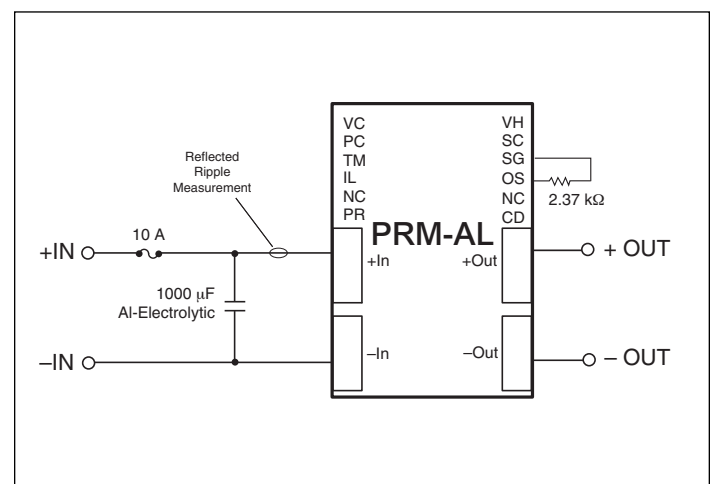 VC
PC
TM
IL
NC
PR
VH
SC
SG
OS
NC
CD
2.37 kΩ
Reflected
Ripple
Measurement
PRM-AL
+IN
10 A
+In
+Out
+ OUT
1000 µF
Al-Electrolytic
–IN
–In
–Out
– OUT